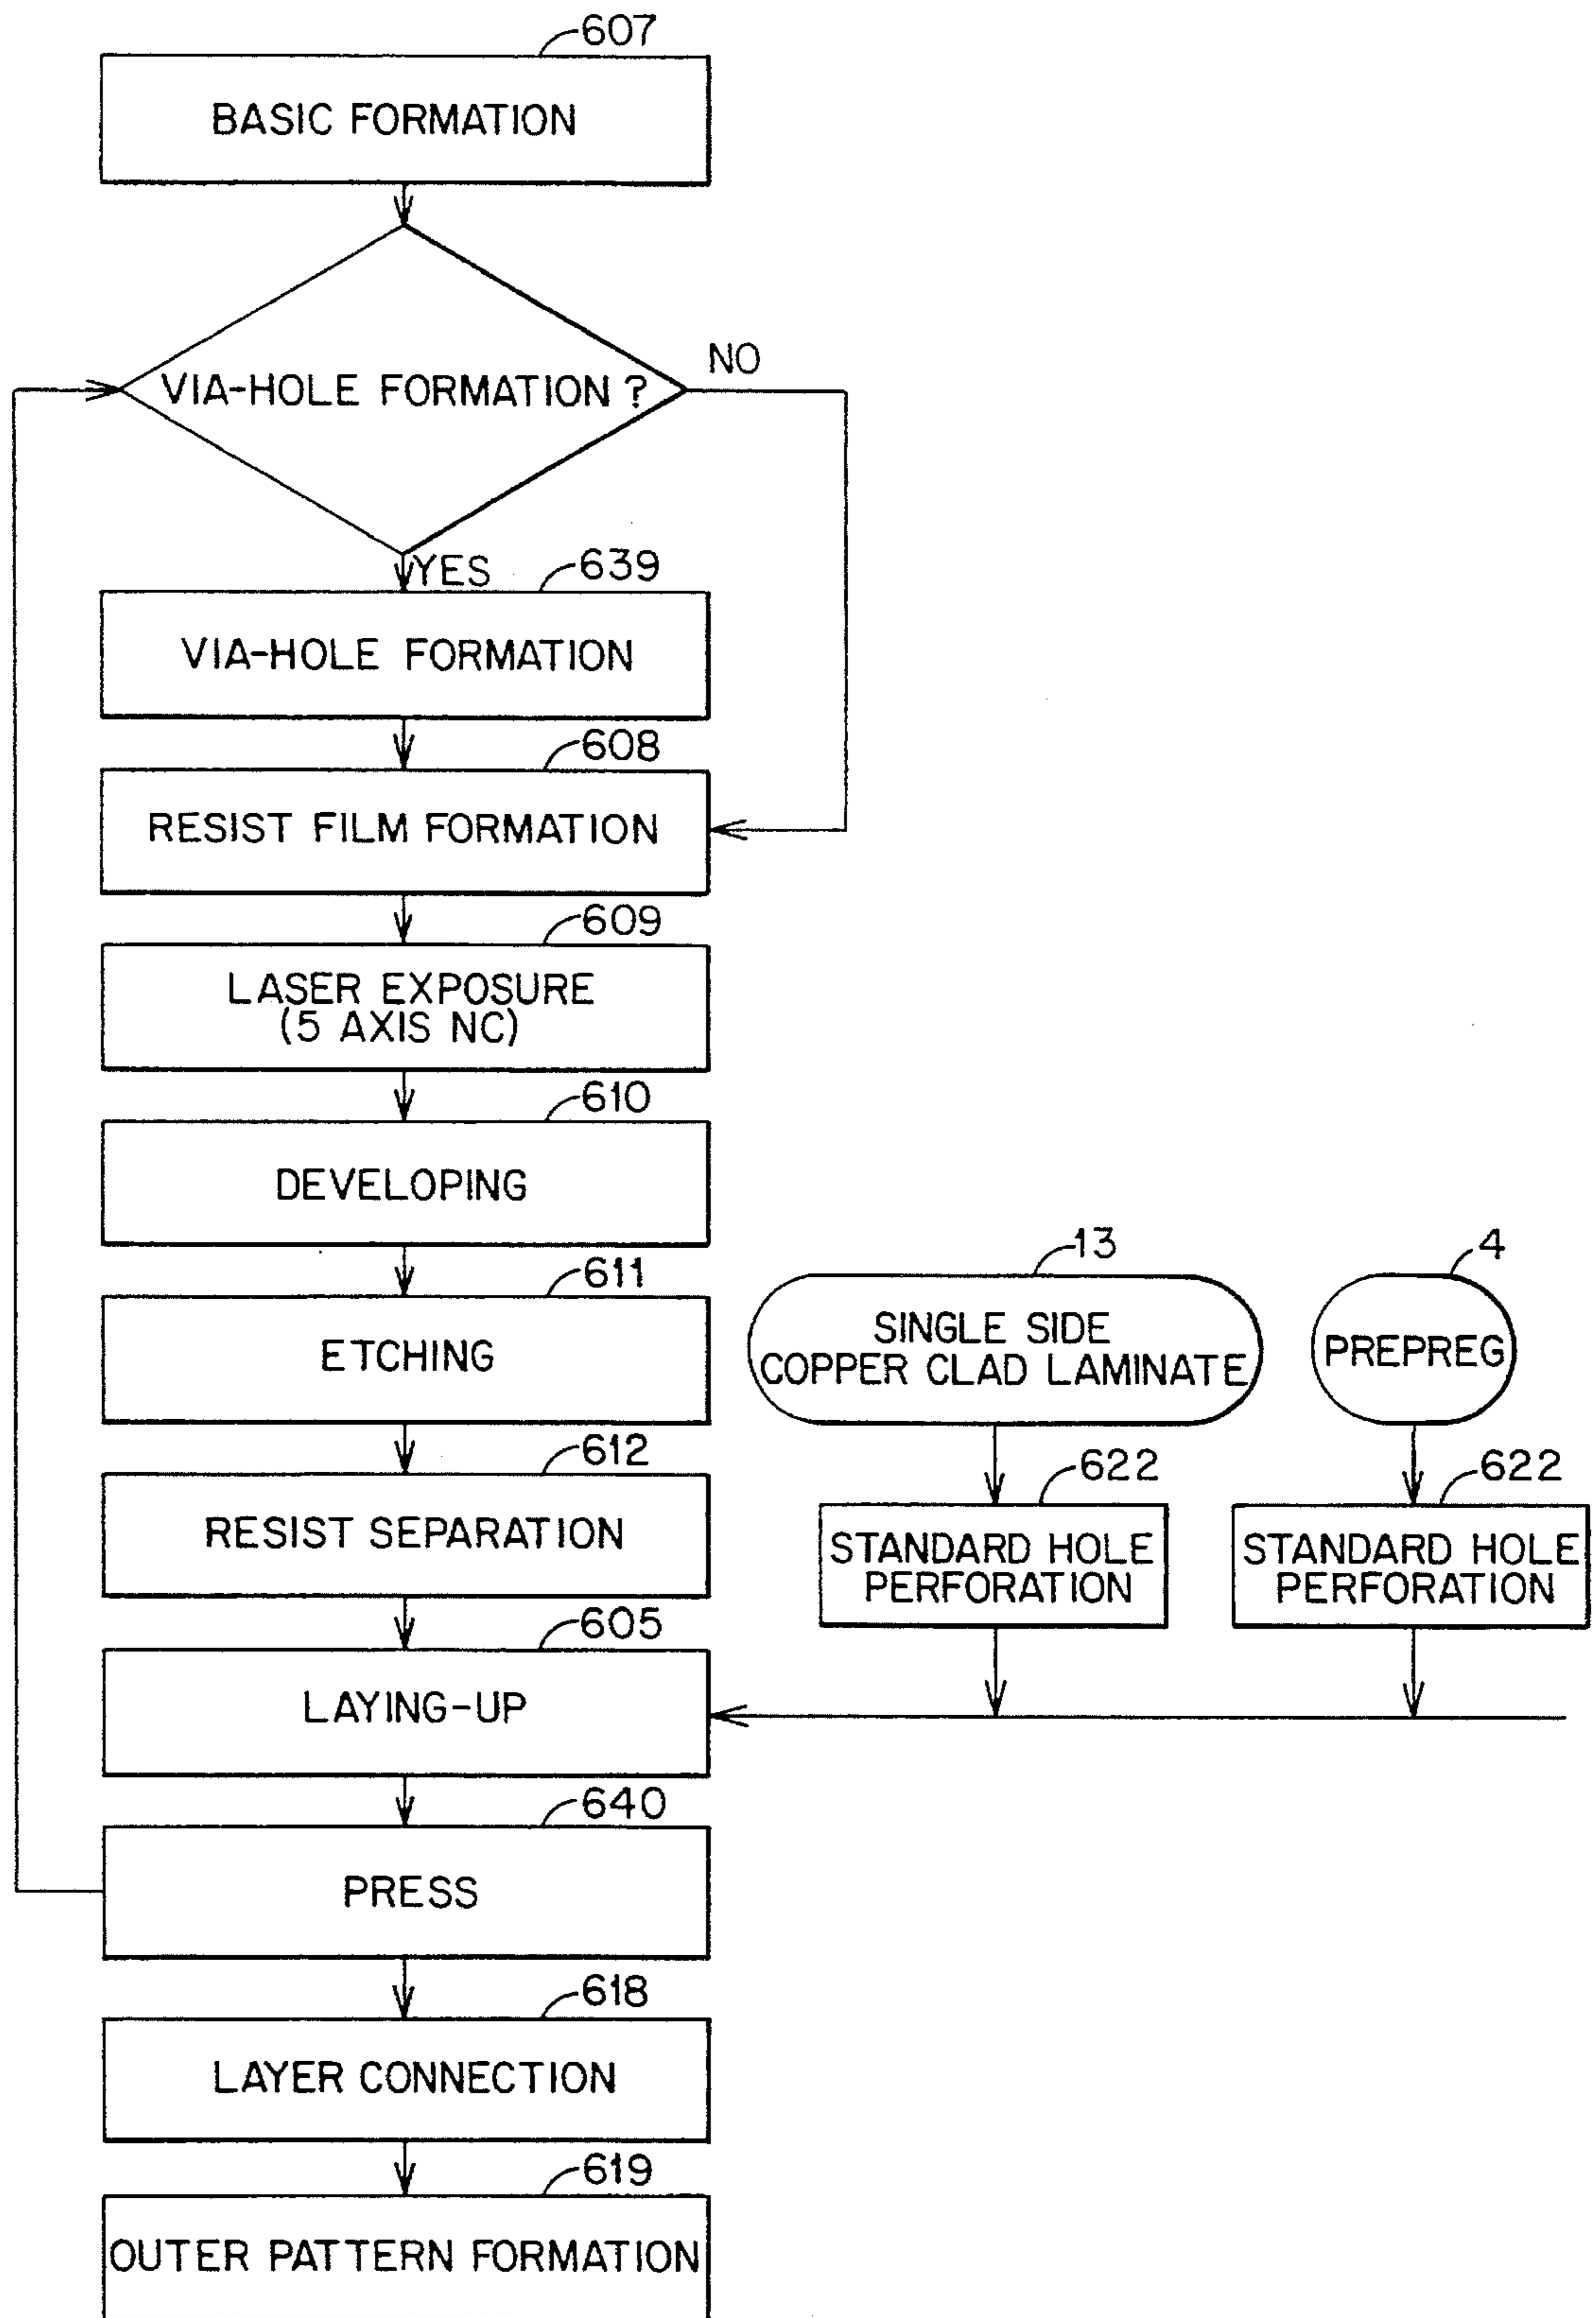 607
BASIC FORMATION
VIA-HOLE FORMATION ?
NO
YES
639
VIA-HOLE FORMATION
608
RESIST FILM FORMATION
609
LASER EXPOSURE
(5 AXIS NC)
610
DEVELOPING
611
ETCHING
13
SINGLE SIDE
COPPER CLAD LAMINATE
4
PREPREG
612
RESIST SEPARATION
622
STANDARD HOLE
PERFORATION
622
STANDARD HOLE
PERFORATION
605
LAYING-UP
640
PRESS
618
LAYER CONNECTION
619
OUTER PATTERN FORMATION